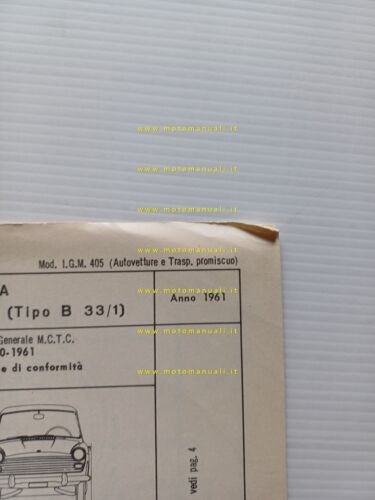 www.motomanuali.it
www.motomanuali.it
www.motomanuali.it
www.motomanuali.it
Mod. I.G.M. 405 (Autovetture e Trasp. promiscuo)
A
Anno 1961
(Tipo B 33/1)
www.motomanuali.it
Generale M.C.T.C.
0-1961
e di conformità
www.motomanuali.it
www.motomanuali.it
vedi pag. 4